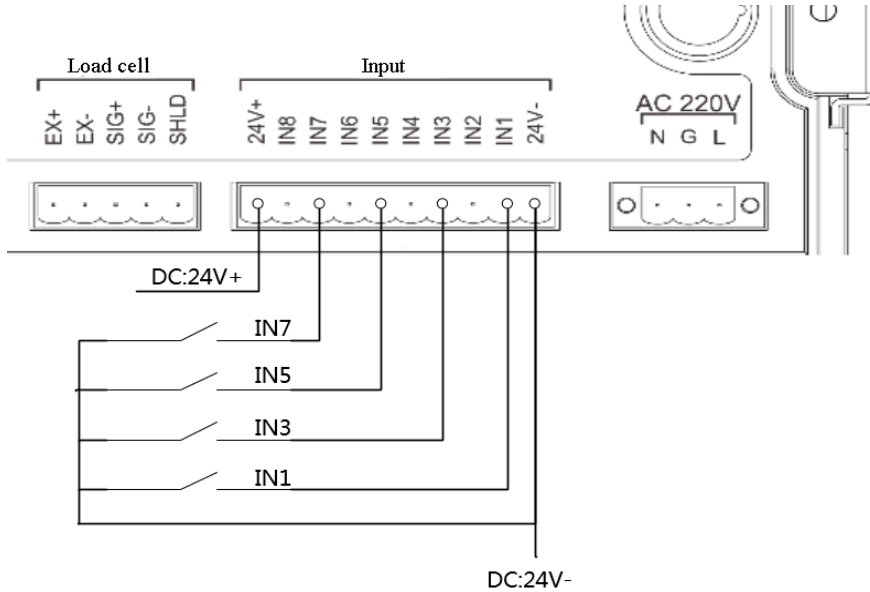 Load cell
Input
EX+
EX-
SIG+
SIG-
SHLD
24V+
IN8
IN7
IN6
IN5
IN4
IN3
IN2
IN1
24V-
AC 220V
N G L
DC:24V+
IN7
IN5
IN3
IN1
DC:24V-